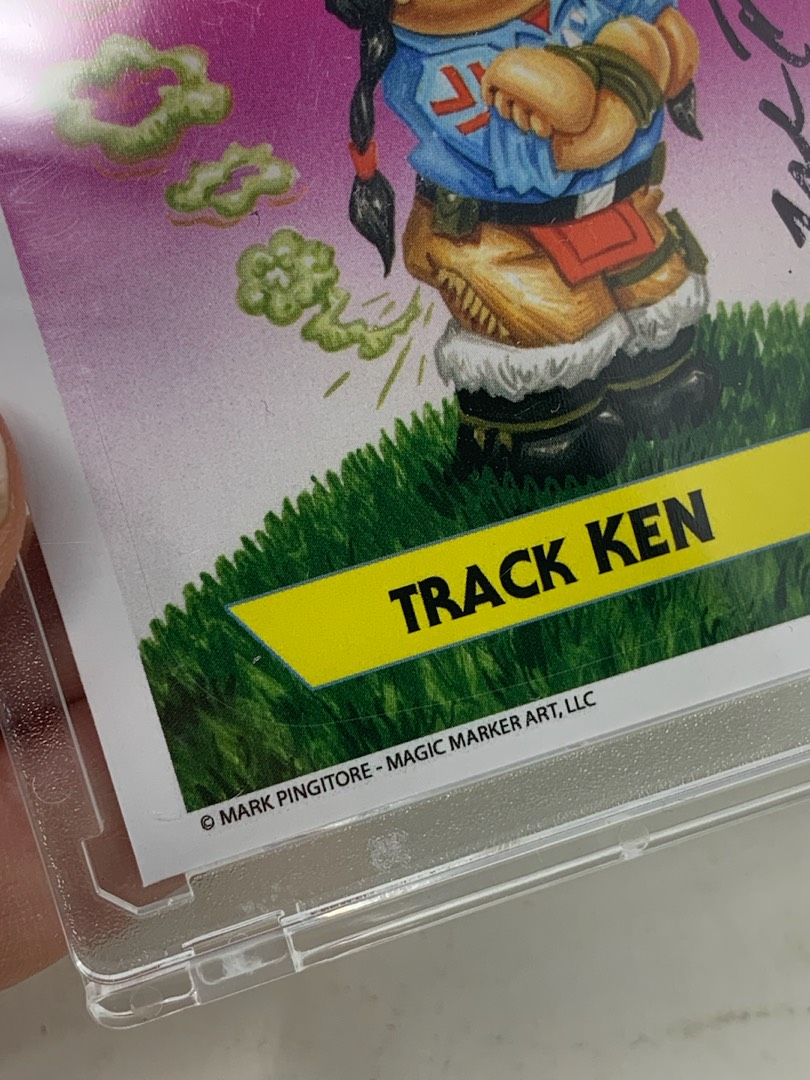 TRACK KEN
© MARK PINGITORE - MAGIC MARKER ART, LLC